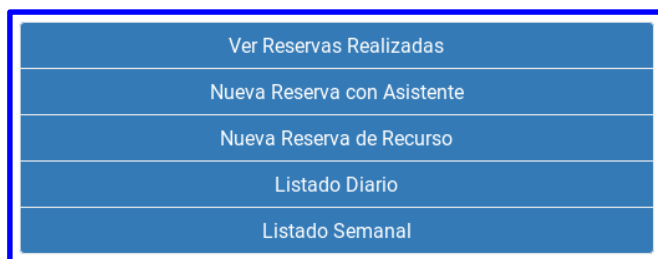 Ver Reservas Realizadas
Nueva Reserva con Asistente
Nueva Reserva de Recurso
Listado Diario
Listado Semanal